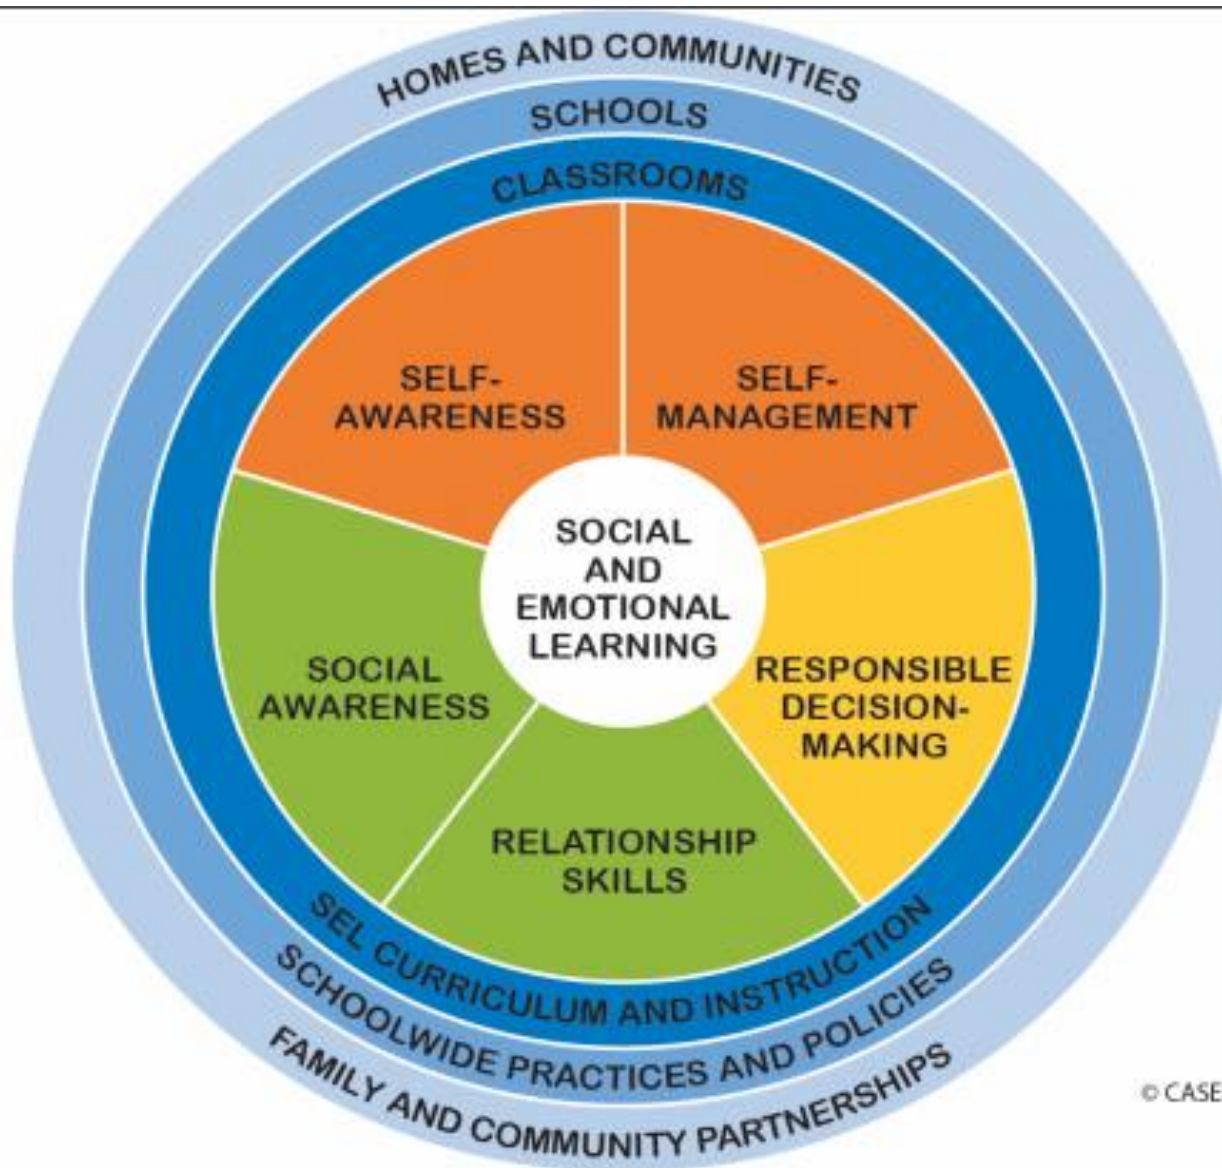 HOMES AND COMMUNITIES
SCHOOLS
CLASSROOMS
SELF-
AWARENESS
SELF-
MANAGEMENT
SOCIAL
AND
EMOTIONAL
LEARNING
SOCIAL
AWARENESS
RESPONSIBLE
DECISION-
MAKING
RELATIONSHIP
SKILLS
SEL CURRICULUM AND INSTRUCTION
SCHOOLWIDE PRACTICES AND POLICIES
FAMILY AND COMMUNITY PARTNERSHIPS
© CASE